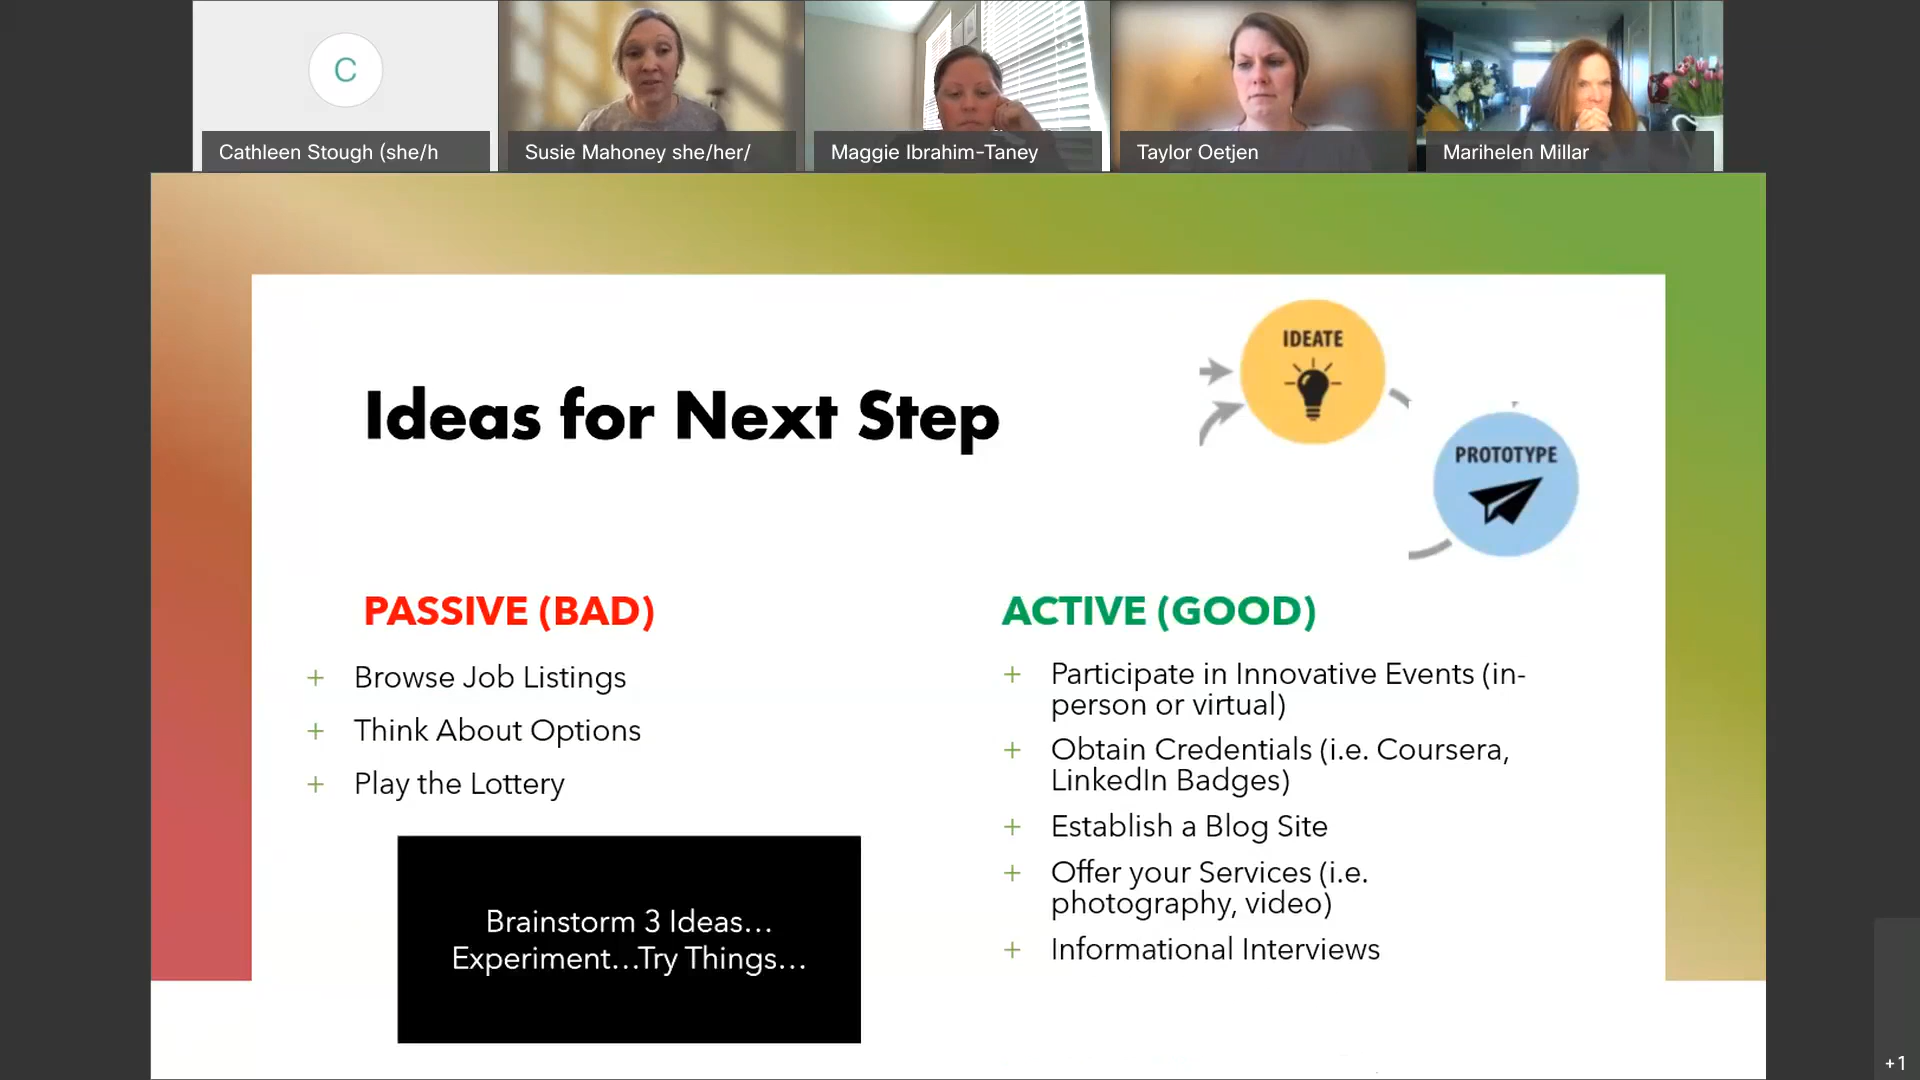 C
Cathleen Stough (she/h
Susie Mahoney she/her/
Maggie Ibrahim-Taney
Taylor Oetjen
Marihelen Millar
Ideas for Next Step
IDEATE
PROTOTYPE
PASSIVE (BAD)
+ Browse Job Listings
+ Think About Options
+ Play the Lottery
Brainstorm 3 Ideas...
Experiment...Try Things...
ACTIVE (GOOD)
+ Participate in Innovative Events (in-
person or virtual)
+ Obtain Credentials (i.e. Coursera,
LinkedIn Badges)
+ Establish a Blog Site
+ Offer your Services (i.e.
photography, video)
+ Informational Interviews
+1